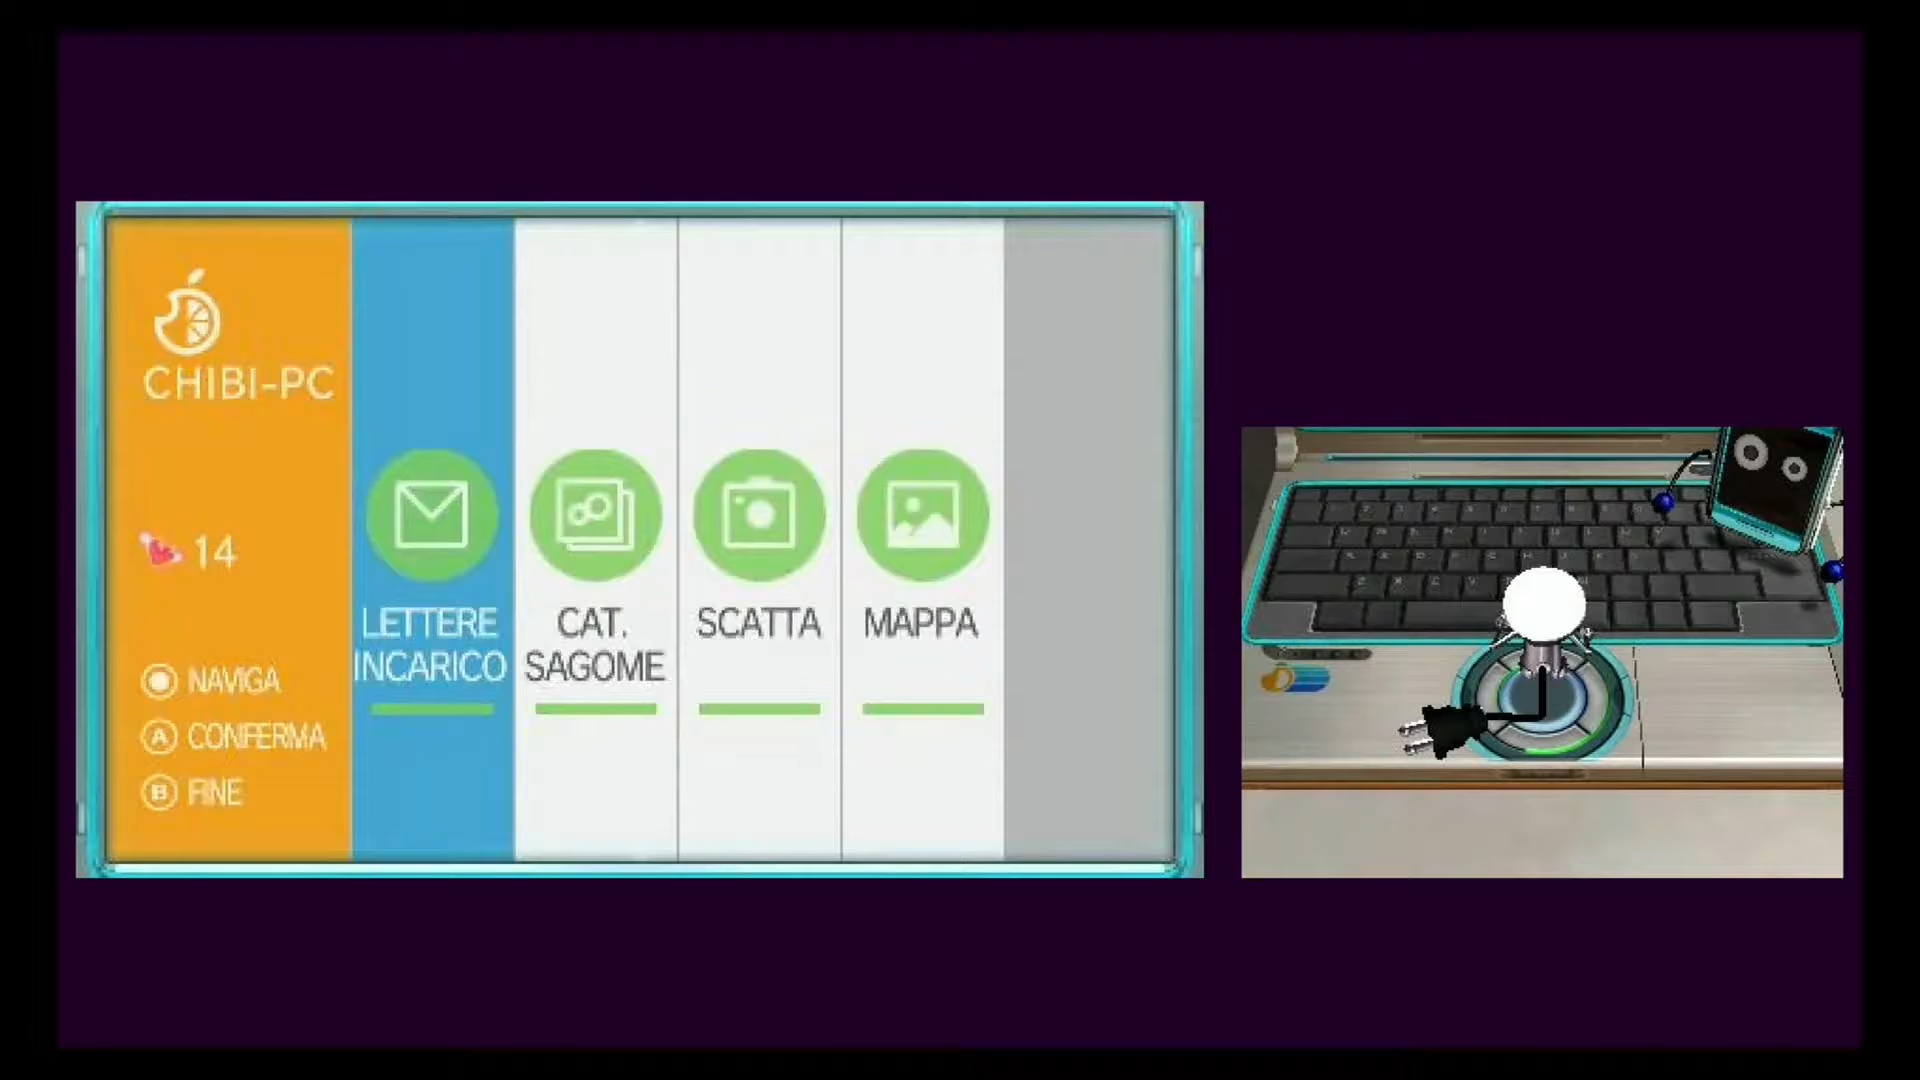 CHIBI-PC
14
LETTERE
INCARICO
CAT.
SAGOME
SCATTA
MAPPA
NAVIGA
A CONFERMA
B FINE